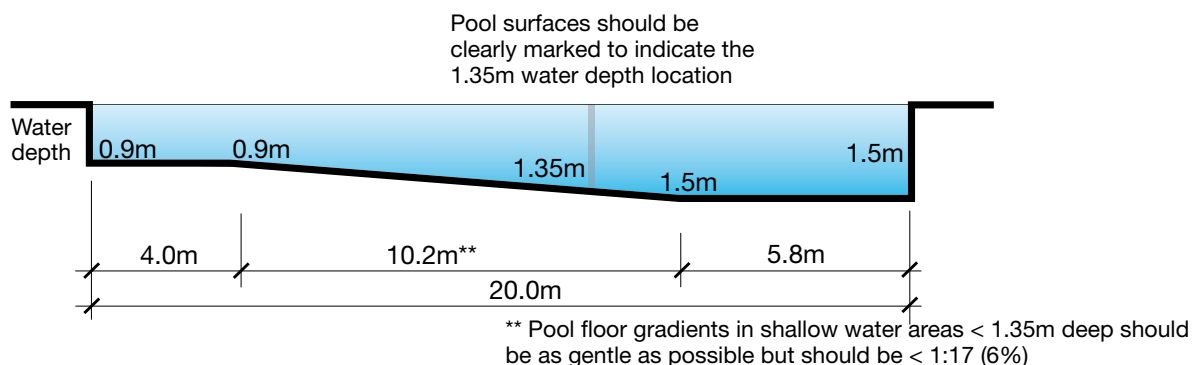 Pool surfaces should be
clearly marked to indicate the
1.35m water depth location
Water
depth
0.9m
0.9m
1.35m
1.5m
1.5m
4.0m
10.2m**
5.8m
20.0m
** Pool floor gradients in shallow water areas < 1.35m deep should
be as gentle as possible but should be < 1:17 (6%)